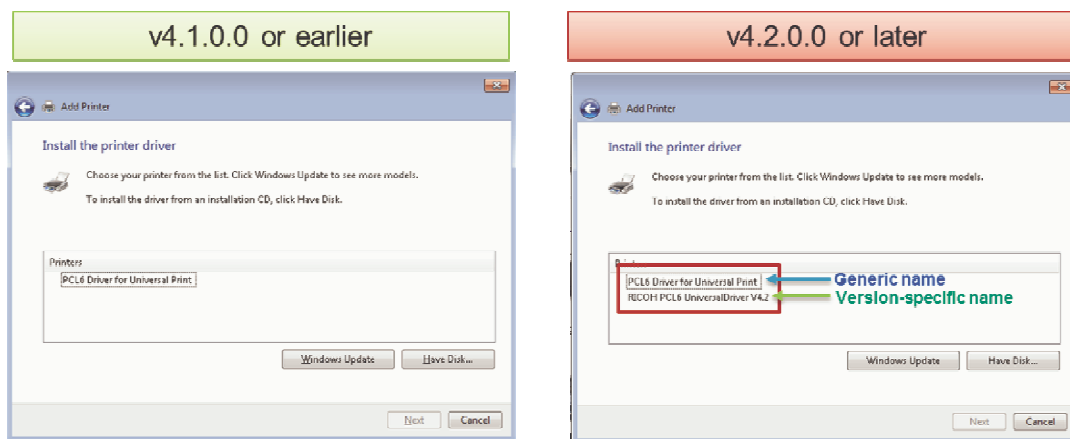 v4.1.0.0 or earlier
Add Printer
Install the printer driver
Choose your printer from the list. Click Windows Update to see more models.
To install the driver from an installation CD, click Have Disk.
Printers
PCL6 Driver for Universal Print
Windows Update
Have Disk...
Next
Cancel
v4.2.0.0 or later
Add Printer
Install the printer driver
Choose your printer from the list. Click Windows Update to see more models.
To install the driver from an installation CD, click Have Disk.
PCL6 Driver for Universal Print
Generic name
RICOH PCL6 UniversalDriver V4.2
Version-specific name
Windows Update
Have Disk...
Next
Cancel